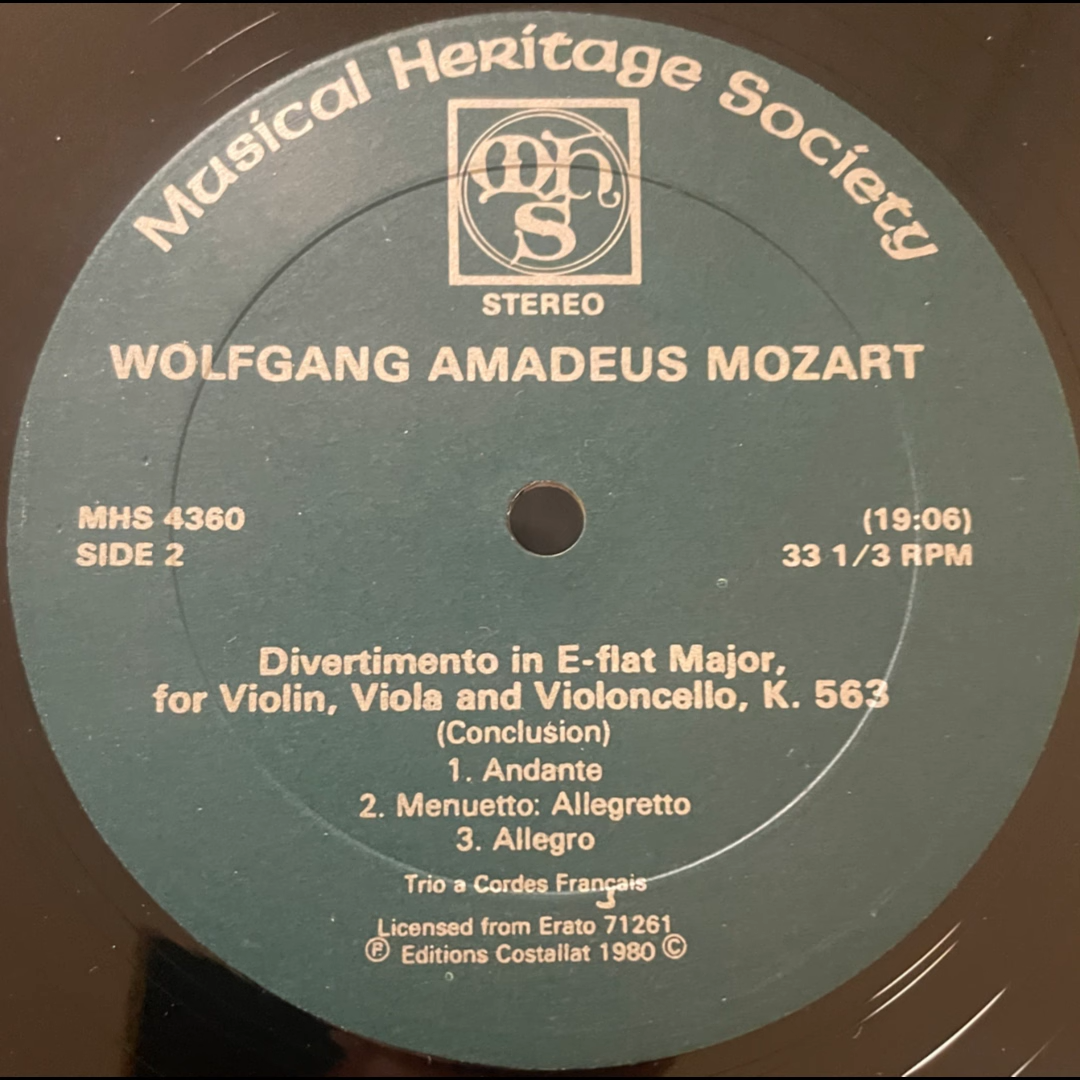 Musical Heritage Society
mhs
STEREO
WOLFGANG AMADEUS MOZART
MHS 4360
(19:06)
SIDE 2
33 1/3 RPM
Divertimento in E-flat Major,
for Violin, Viola and Violoncello, K. 563
(Conclusion)
1. Andante
2. Menuetto: Allegretto
3. Allegro
Trio a Cordes Français
Licensed from Erato 71261
Ⓟ Editions Costallat 1980 ©